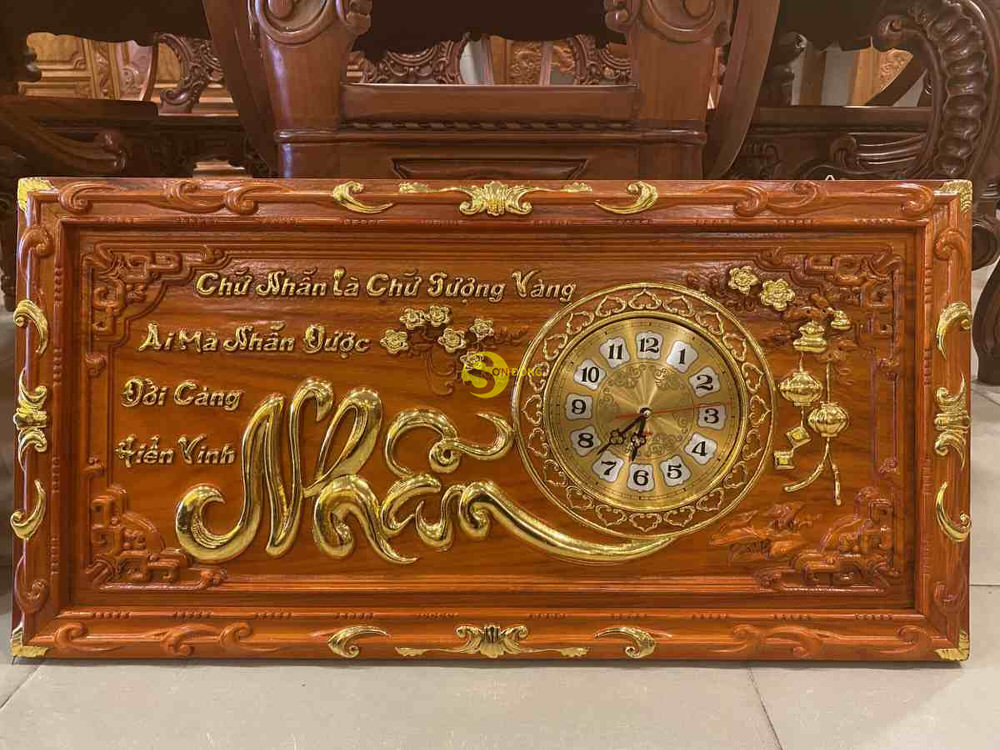 Chữ Nhẫn Là Chữ Tượng Vàng
Ai Mà Nhẫn Được
Đời Càng
Hiển Vinh
Nhẫn
SONDONG
12
1
2
3
4
5
6
7
8
9
10
11